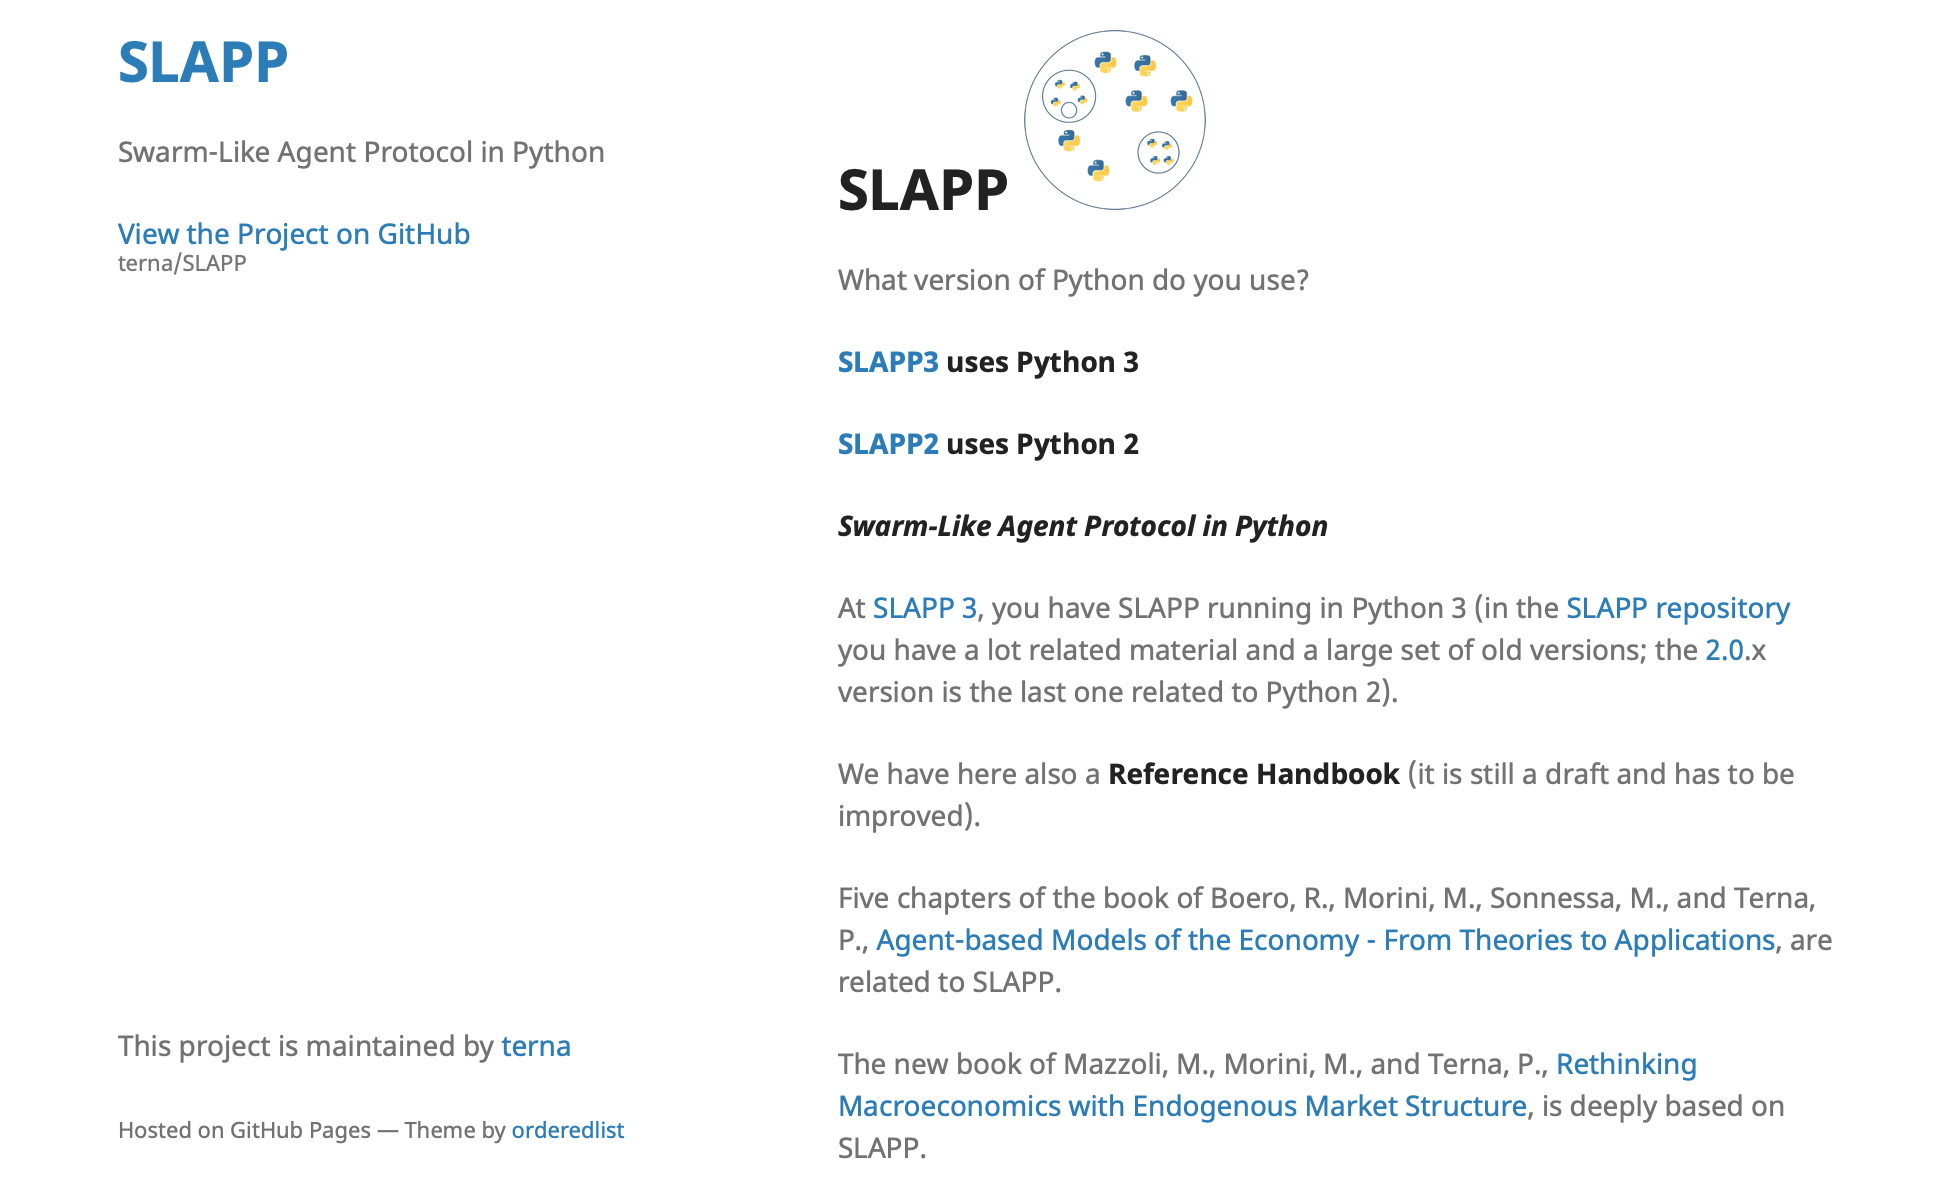 SLAPP
Swarm-Like Agent Protocol in Python
View the Project on GitHub
terna/SLAPP
This project is maintained by terna
Hosted on GitHub Pages — Theme by orderedlist
SLAPP
What version of Python do you use?
SLAPP3 uses Python 3
SLAPP2 uses Python 2
Swarm-Like Agent Protocol in Python
At SLAPP 3, you have SLAPP running in Python 3 (in the SLAPP repository
you have a lot related material and a large set of old versions; the 2.0.x
version is the last one related to Python 2).
We have here also a Reference Handbook (it is still a draft and has to be
improved).
Five chapters of the book of Boero, R., Morini, M., Sonnessa, M., and Terna,
P., Agent-based Models of the Economy - From Theories to Applications, are
related to SLAPP.
The new book of Mazzoli, M., Morini, M., and Terna, P., Rethinking
Macroeconomics with Endogenous Market Structure, is deeply based on
SLAPP.